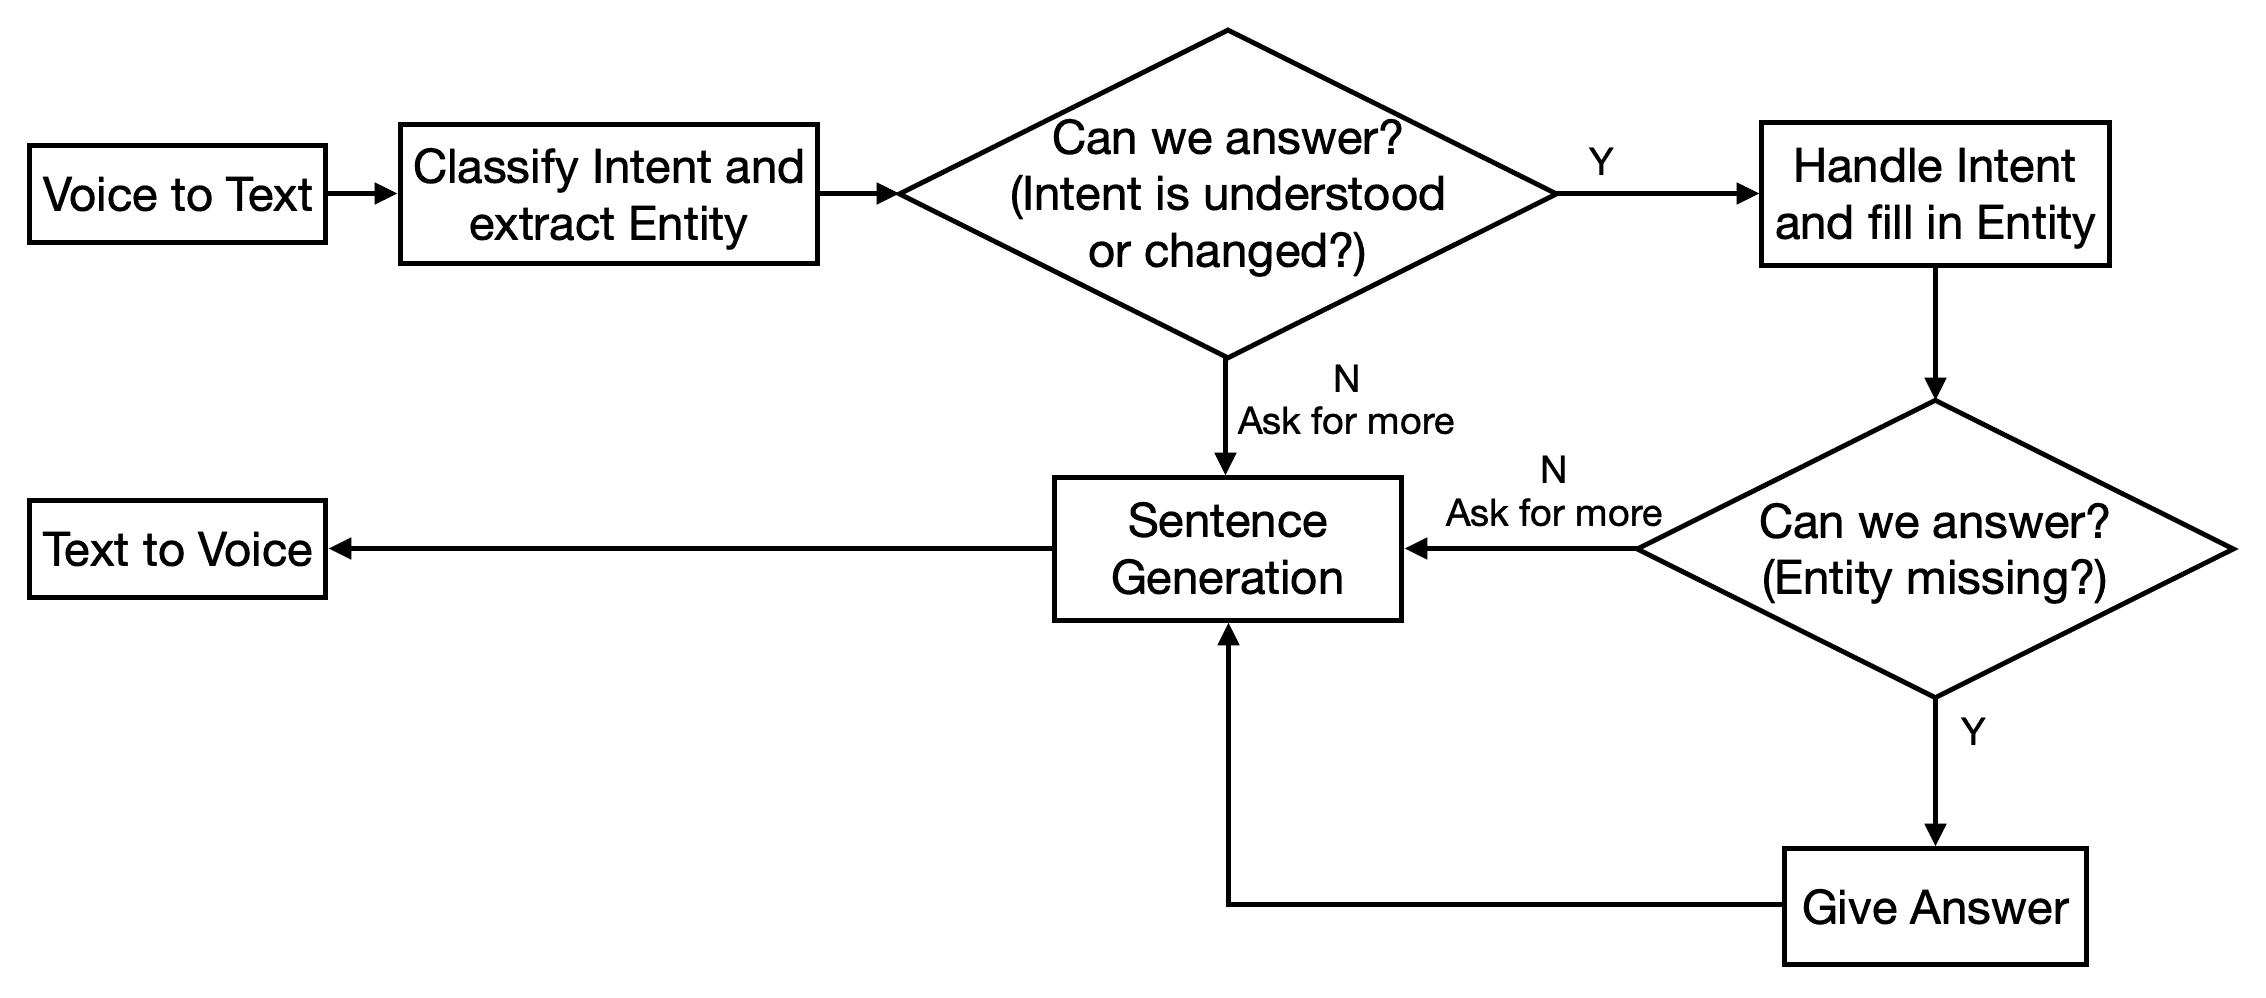 Voice to Text
Classify Intent and
extract Entity
Can we answer?
(Intent is understood
or changed?)
Y
Handle Intent
and fill in Entity
N
Ask for more
Text to Voice
Sentence
Generation
N
Ask for more
Can we answer?
(Entity missing?)
Y
Give Answer